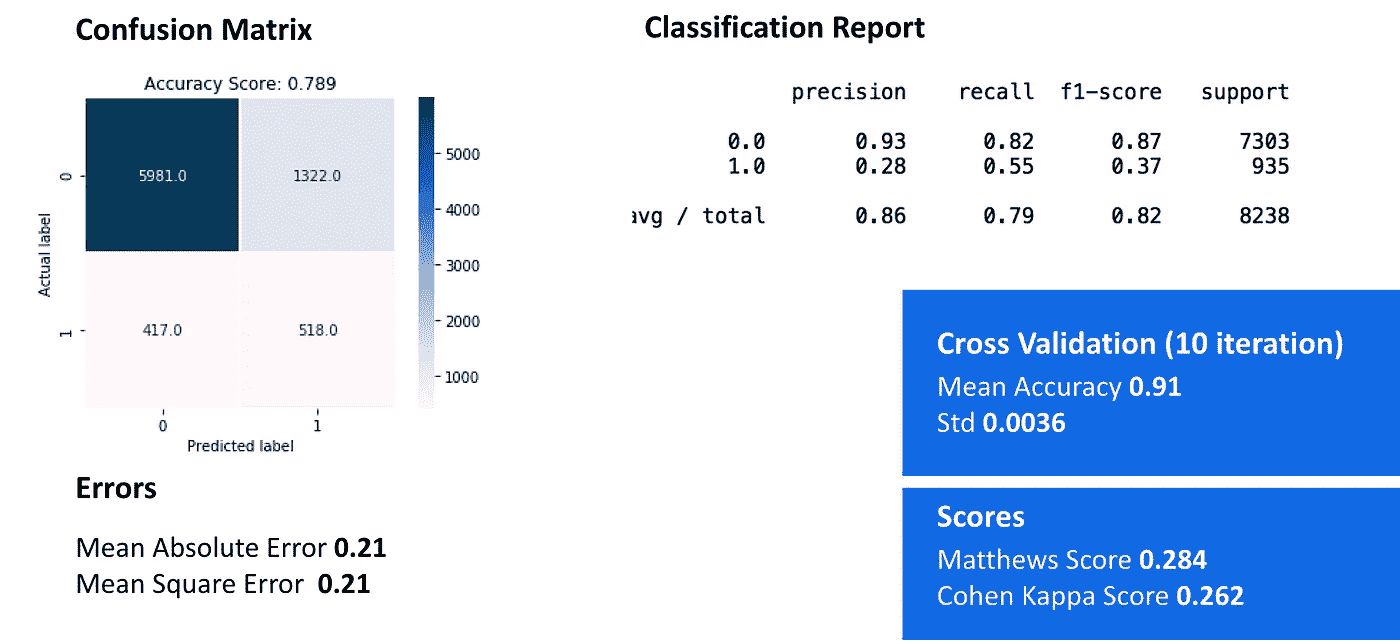 Confusion Matrix
Accuracy Score: 0.789
0
5981.0
1322.0
1
417.0
518.0
Actual label
0
1
Predicted label
5000
4000
3000
2000
1000
Errors
Mean Absolute Error 0.21
Mean Square Error 0.21
Classification Report
precision recall f1-score support
0.0 0.93 0.82 0.87 7303
1.0 0.28 0.55 0.37 935
avg / total 0.86 0.79 0.82 8238
Cross Validation (10 iteration)
Mean Accuracy 0.91
Std 0.0036
Scores
Matthews Score 0.284
Cohen Kappa Score 0.262